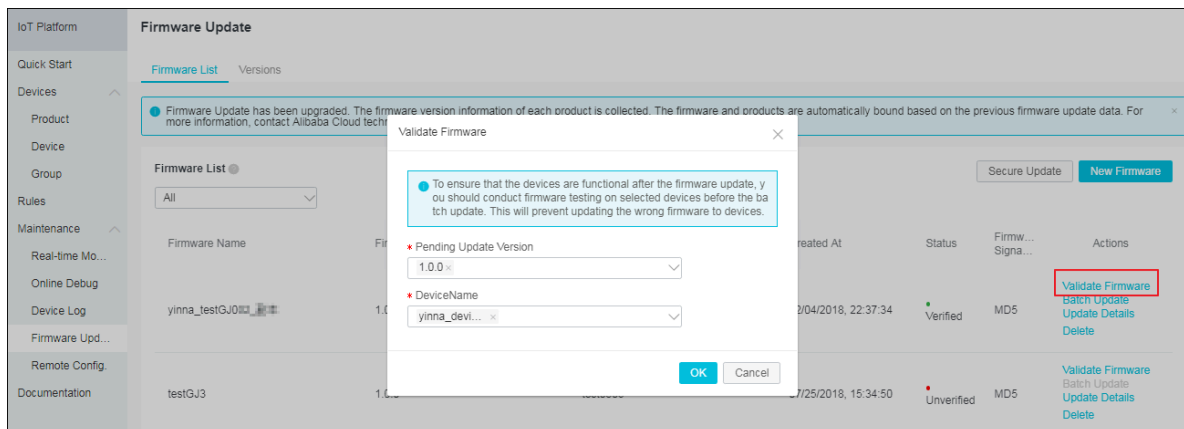 IoT Platform
Firmware Update
Quick Start
Firmware List Versions
Devices
Product
Device
Group
Rules
Maintenance
Real-time Mo...
Online Debug
Device Log
Firmware Upd...
Remote Config.
Documentation
Firmware Update has been upgraded. The firmware version information of each product is collected. The firmware and products are automatically bound based on the previous firmware update data. For
more information, contact Alibaba Cloud techn
Firmware List
Secure Update New Firmware
All
Firmware Name
Status
Firmw...
Signa...
Actions
Validate Firmware
To ensure that the devices are functional after the firmware update, y
ou should conduct firmware testing on selected devices before the ba
tch update. This will prevent updating the wrong firmware to devices.
* Pending Update Version
1.0.0 ×
* DeviceName
yinna_devi... ×
OK Cancel
yinna_testGJ0
2/04/2018, 22:37:34
Verified
MD5
Validate Firmware
Batch Update
Update Details
Delete
testGJ3
7/25/2018, 15:34:50
Unverified
MD5
Validate Firmware
Batch Update
Update Details
Delete